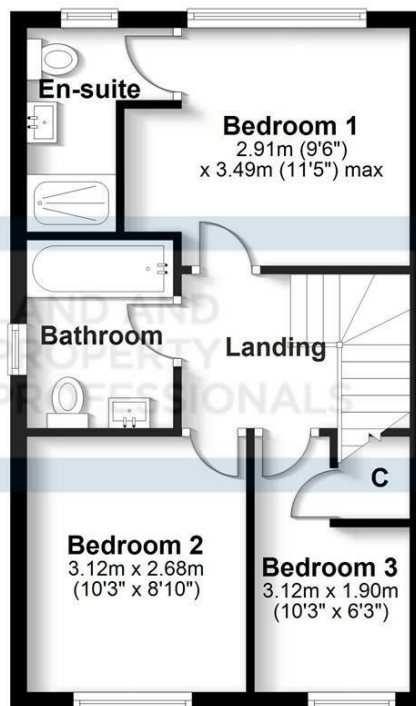 En-suite
Bedroom 1
2.91m (9'6")
x 3.49m (11'5") max
LAND AND
PROPERTY
PROFESSIONALS
Bathroom
Landing
C
Bedroom 2
3.12m x 2.68m
(10'3" x 8'10")
Bedroom 3
3.12m x 1.90m
(10'3" x 6'3")